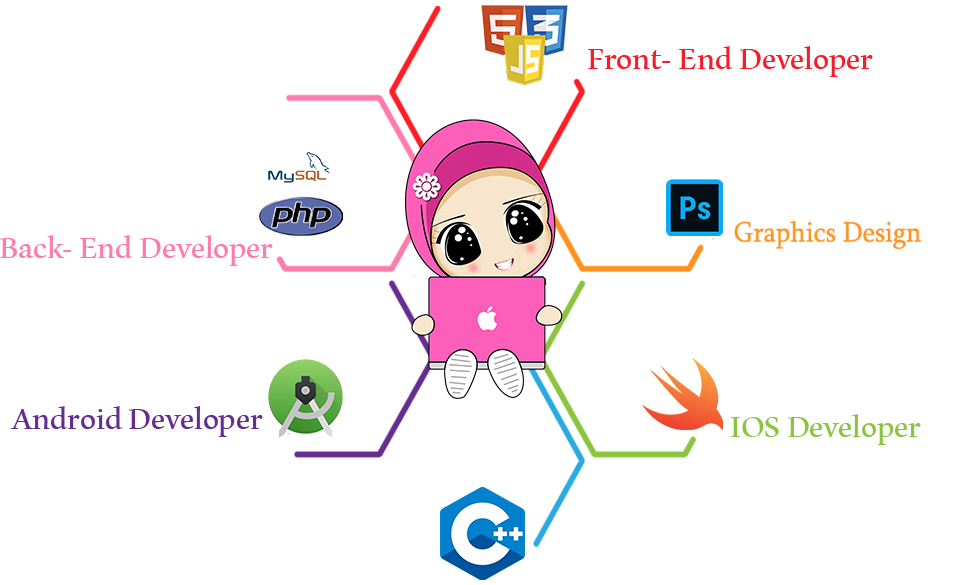 5 3
JS
Front- End Developer
MySQL
php
Back- End Developer
Ps
Graphics Design
Android Developer
IOS Developer
C++